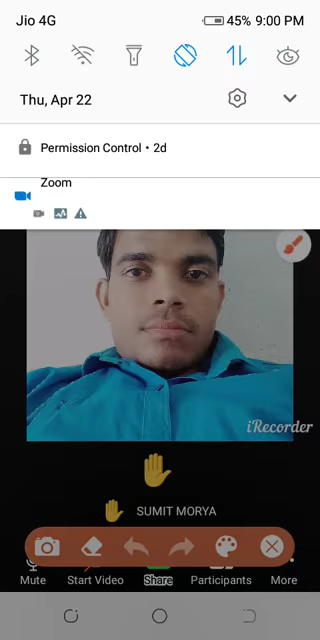 Jio 4G 45% 9:00 PM
Thu, Apr 22
Permission Control • 2d
Zoom
iRecorder
SUMIT MORYA
Mute Start Video Share Participants More